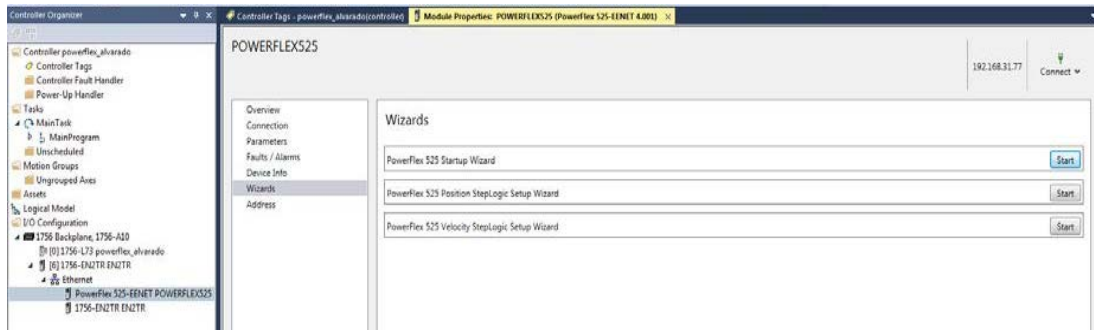 Controller Organizer
Controller Tags - powerflex_alvarado(controller)
Module Properties: POWERFLEX525 (PowerFlex 525-EENET 4.001)
Controller powerflex_alvarado
Controller Tags
Controller Fault Handler
Power-Up Handler
Tasks
MainTask
MainProgram
Unscheduled
Motion Groups
Ungrouped Axes
Assets
Logical Model
I/O Configuration
1756 Backplane, 1756-A10
[0] 1756-L73 powerflex_alvarado
[6] 1756-EN2TR EN2TR
Ethernet
PowerFlex 525-EENET POWERFLEX525
1756-EN2TR EN2TR
POWERFLEX525
192.168.31.77
Connect
Overview
Connection
Parameters
Faults / Alarms
Device Info
Wizards
Address
Wizards
PowerFlex 525 Startup Wizard
Start
PowerFlex 525 Position StepLogic Setup Wizard
Start
PowerFlex 525 Velocity StepLogic Setup Wizard
Start